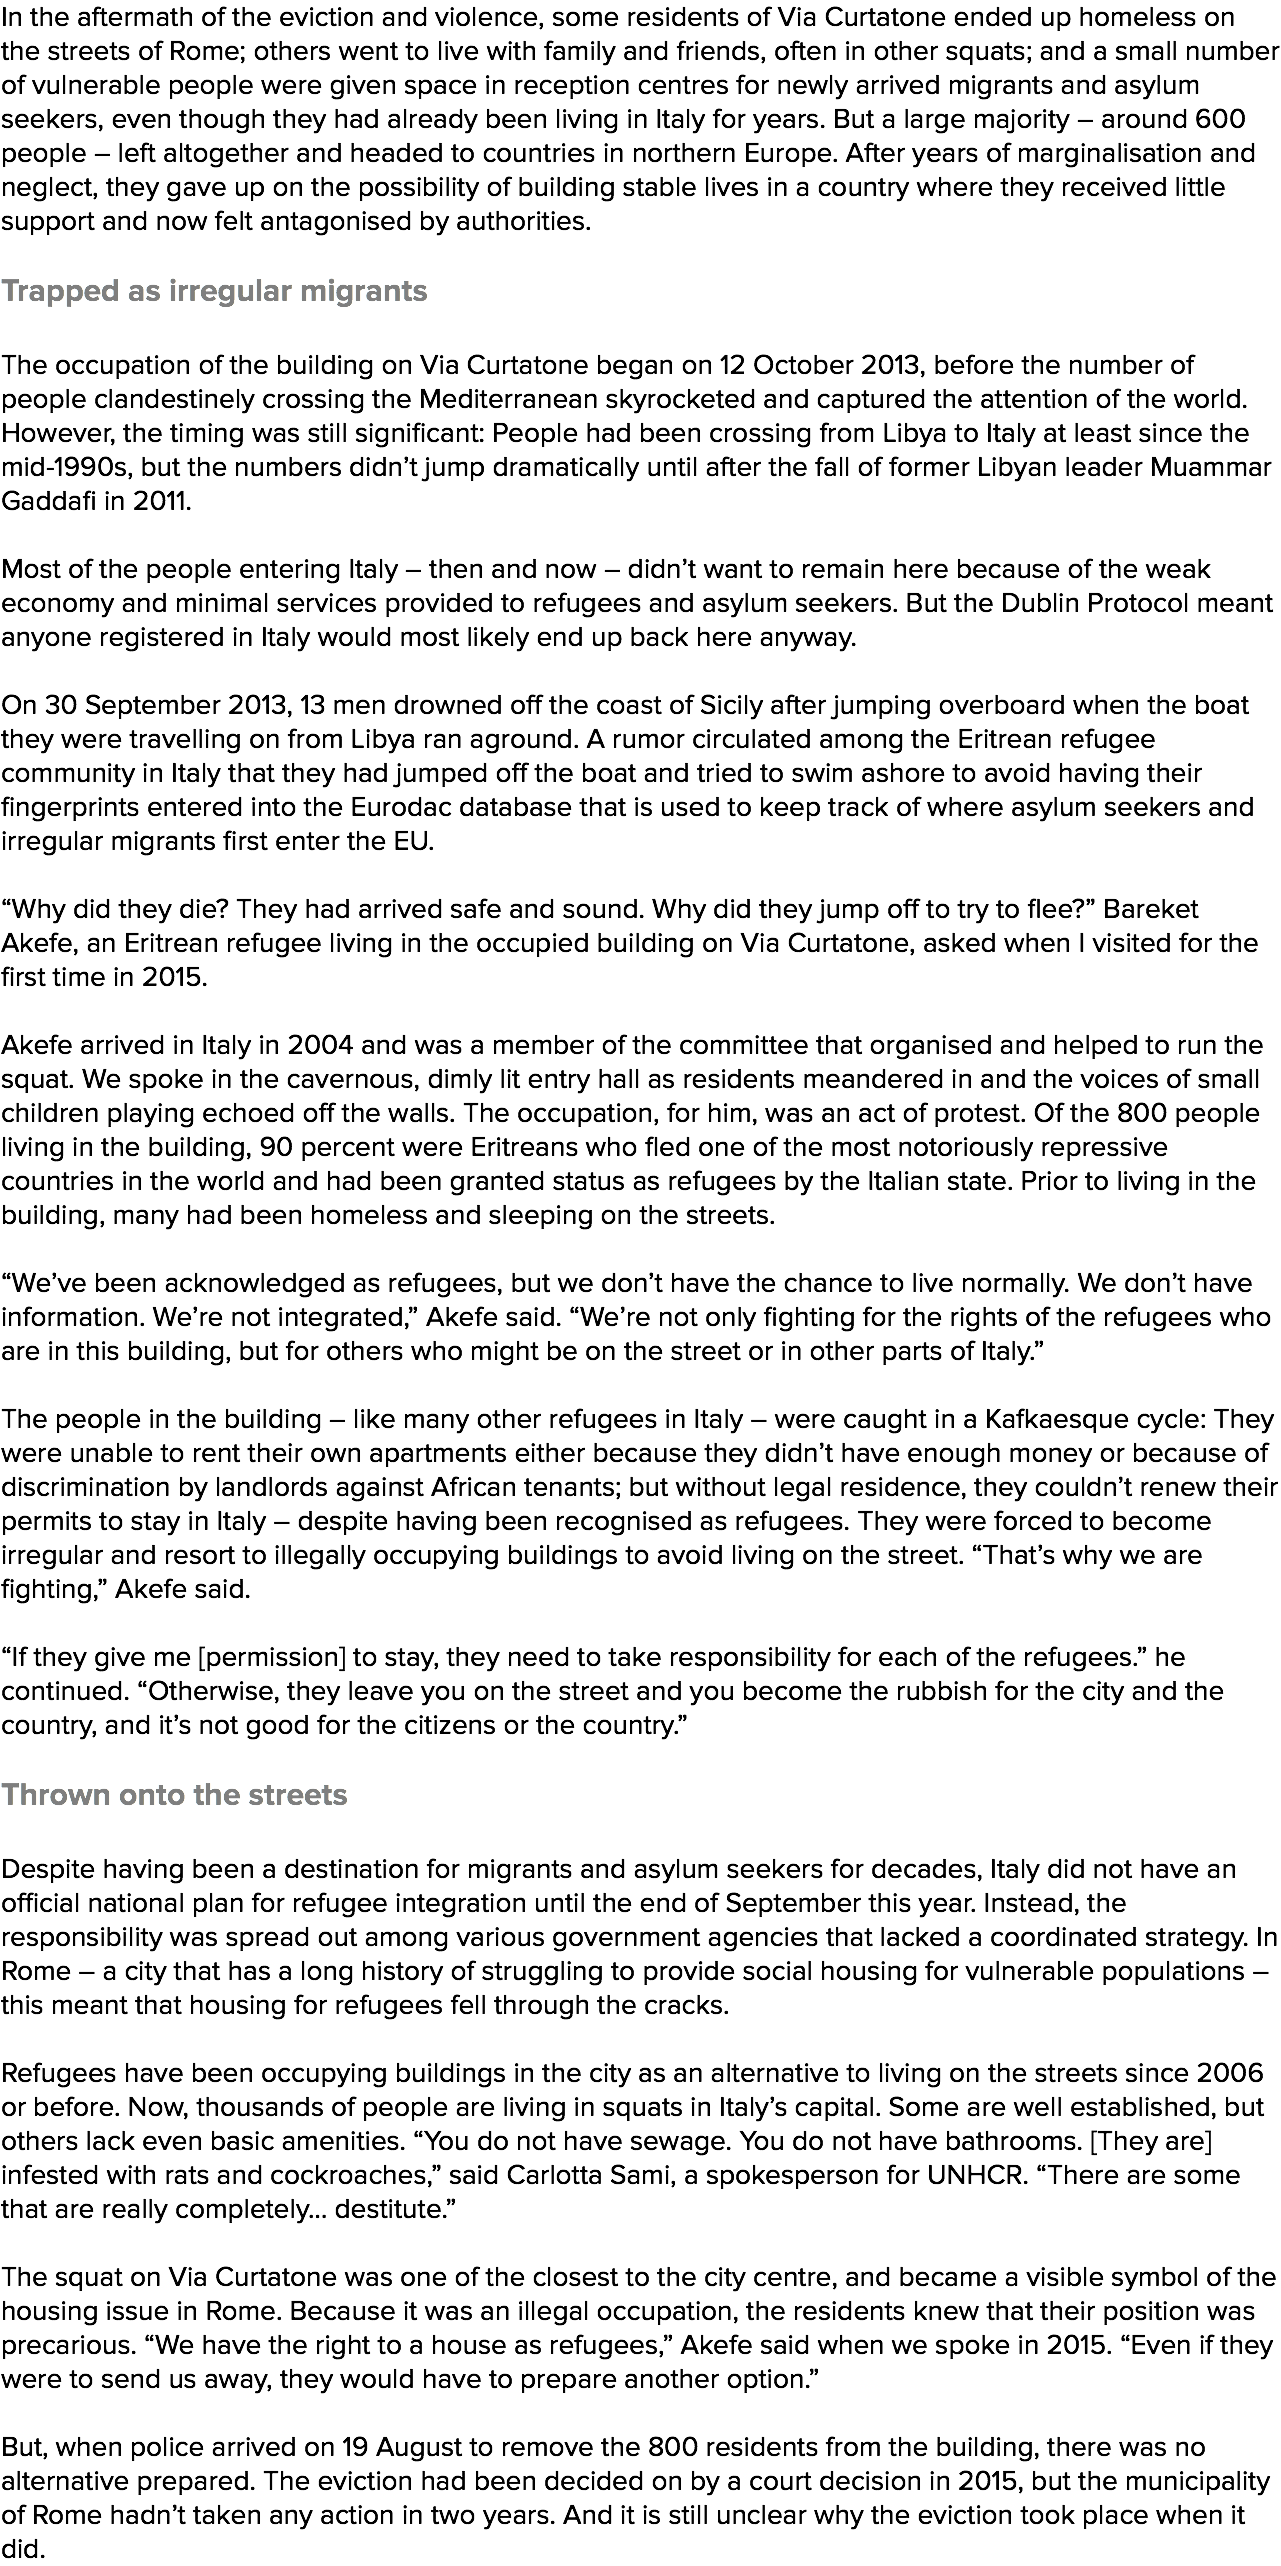 In the aftermath of the eviction and violence, some residents of Via Curtatone ended up homeless on
the streets of Rome; others went to live with family and friends, often in other squats; and a small number
of vulnerable people were given space in reception centres for newly arrived migrants and asylum
seekers, even though they had already been living in Italy for years. But a large majority – around 600
people – left altogether and headed to countries in northern Europe. After years of marginalisation and
neglect, they gave up on the possibility of building stable lives in a country where they received little
support and now felt antagonised by authorities.
Trapped as irregular migrants
The occupation of the building on Via Curtatone began on 12 October 2013, before the number of
people clandestinely crossing the Mediterranean skyrocketed and captured the attention of the world.
However, the timing was still significant: People had been crossing from Libya to Italy at least since the
mid-1990s, but the numbers didn’t jump dramatically until after the fall of former Libyan leader Muammar
Gaddafi in 2011.
Most of the people entering Italy – then and now – didn’t want to remain here because of the weak
economy and minimal services provided to refugees and asylum seekers. But the Dublin Protocol meant
anyone registered in Italy would most likely end up back here anyway.
On 30 September 2013, 13 men drowned off the coast of Sicily after jumping overboard when the boat
they were travelling on from Libya ran aground. A rumor circulated among the Eritrean refugee
community in Italy that they had jumped off the boat and tried to swim ashore to avoid having their
fingerprints entered into the Eurodac database that is used to keep track of where asylum seekers and
irregular migrants first enter the EU.
“Why did they die? They had arrived safe and sound. Why did they jump off to try to flee?” Bareket
Akefe, an Eritrean refugee living in the occupied building on Via Curtatone, asked when I visited for the
first time in 2015.
Akefe arrived in Italy in 2004 and was a member of the committee that organised and helped to run the
squat. We spoke in the cavernous, dimly lit entry hall as residents meandered in and the voices of small
children playing echoed off the walls. The occupation, for him, was an act of protest. Of the 800 people
living in the building, 90 percent were Eritreans who fled one of the most notoriously repressive
countries in the world and had been granted status as refugees by the Italian state. Prior to living in the
building, many had been homeless and sleeping on the streets.
“We’ve been acknowledged as refugees, but we don’t have the chance to live normally. We don’t have
information. We’re not integrated,” Akefe said. “We’re not only fighting for the rights of the refugees who
are in this building, but for others who might be on the street or in other parts of Italy.”
The people in the building – like many other refugees in Italy – were caught in a Kafkaesque cycle: They
were unable to rent their own apartments either because they didn’t have enough money or because of
discrimination by landlords against African tenants; but without legal residence, they couldn’t renew their
permits to stay in Italy – despite having been recognised as refugees. They were forced to become
irregular and resort to illegally occupying buildings to avoid living on the street. “That’s why we are
fighting,” Akefe said.
“If they give me [permission] to stay, they need to take responsibility for each of the refugees.” he
continued. “Otherwise, they leave you on the street and you become the rubbish for the city and the
country, and it’s not good for the citizens or the country.”
Thrown onto the streets
Despite having been a destination for migrants and asylum seekers for decades, Italy did not have an
official national plan for refugee integration until the end of September this year. Instead, the
responsibility was spread out among various government agencies that lacked a coordinated strategy. In
Rome – a city that has a long history of struggling to provide social housing for vulnerable populations –
this meant that housing for refugees fell through the cracks.
Refugees have been occupying buildings in the city as an alternative to living on the streets since 2006
or before. Now, thousands of people are living in squats in Italy’s capital. Some are well established, but
others lack even basic amenities. “You do not have sewage. You do not have bathrooms. [They are]
infested with rats and cockroaches,” said Carlotta Sami, a spokesperson for UNHCR. “There are some
that are really completely... destitute.”
The squat on Via Curtatone was one of the closest to the city centre, and became a visible symbol of the
housing issue in Rome. Because it was an illegal occupation, the residents knew that their position was
precarious. “We have the right to a house as refugees,” Akefe said when we spoke in 2015. “Even if they
were to send us away, they would have to prepare another option.”
But, when police arrived on 19 August to remove the 800 residents from the building, there was no
alternative prepared. The eviction had been decided on by a court decision in 2015, but the municipality
of Rome hadn’t taken any action in two years. And it is still unclear why the eviction took place when it
did.